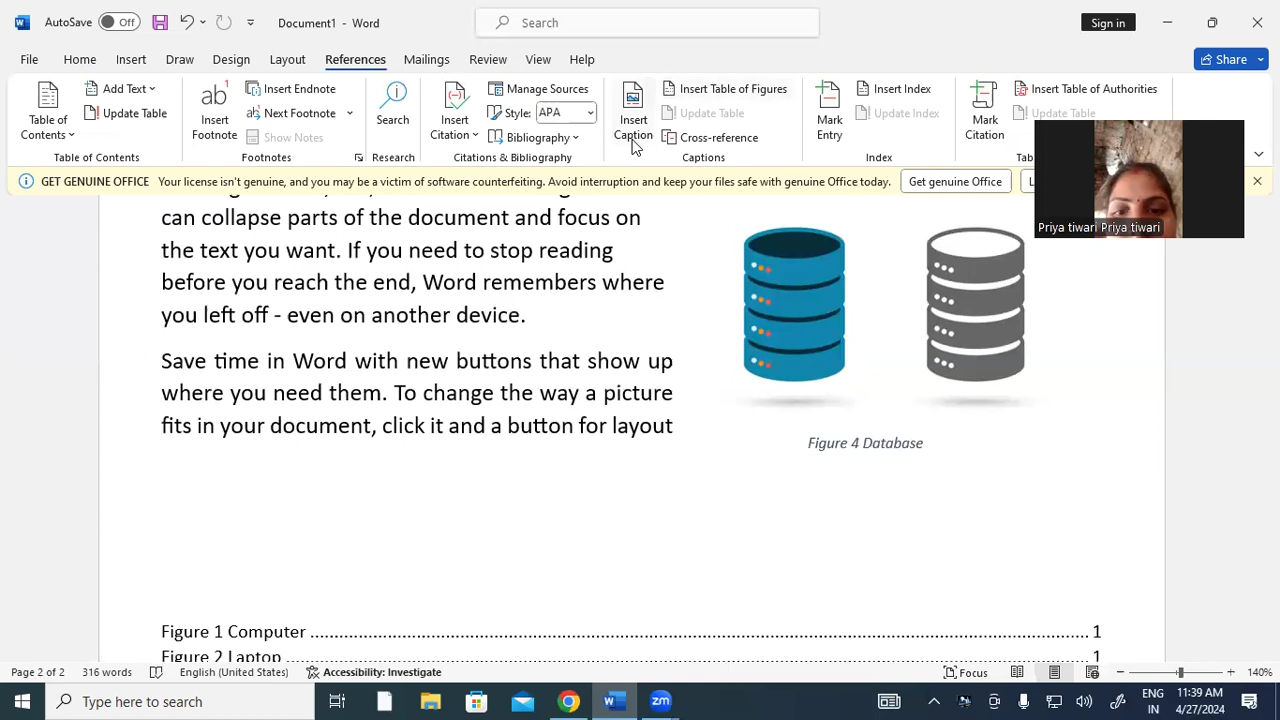 AutoSave Off Document1 - Word Search Sign in
File Home Insert Draw Design Layout References Mailings Review View Help Share
Table of Contents
Add Text
Update Table
Table of Contents
ab
Insert Footnote
Insert Endnote
Next Footnote
Show Notes
Footnotes
Search
Research
Insert Citation
Manage Sources
Style: APA
Bibliography
Citations & Bibliography
Insert Caption
Insert Table of Figures
Update Table
Cross-reference
Captions
Mark Entry
Insert Index
Update Index
Index
Mark Citation
Insert Table of Authorities
Update Table
GET GENUINE OFFICE Your license isn't genuine, and you may be a victim of software counterfeiting. Avoid interruption and keep your files safe with genuine Office today. Get genuine Office
Priya tiwari Priya tiwari
can collapse parts of the document and focus on
the text you want. If you need to stop reading
before you reach the end, Word remembers where
you left off - even on another device.
Save time in Word with new buttons that show up
where you need them. To change the way a picture
fits in your document, click it and a button for layout
Figure 4 Database
Figure 1 Computer 1
Figure 2 Laptop 1
Page 2 of 2 316 words English (United States) Accessibility: Investigate Focus 140%
Type here to search
zm
ENG IN
11:39 AM
4/27/2024